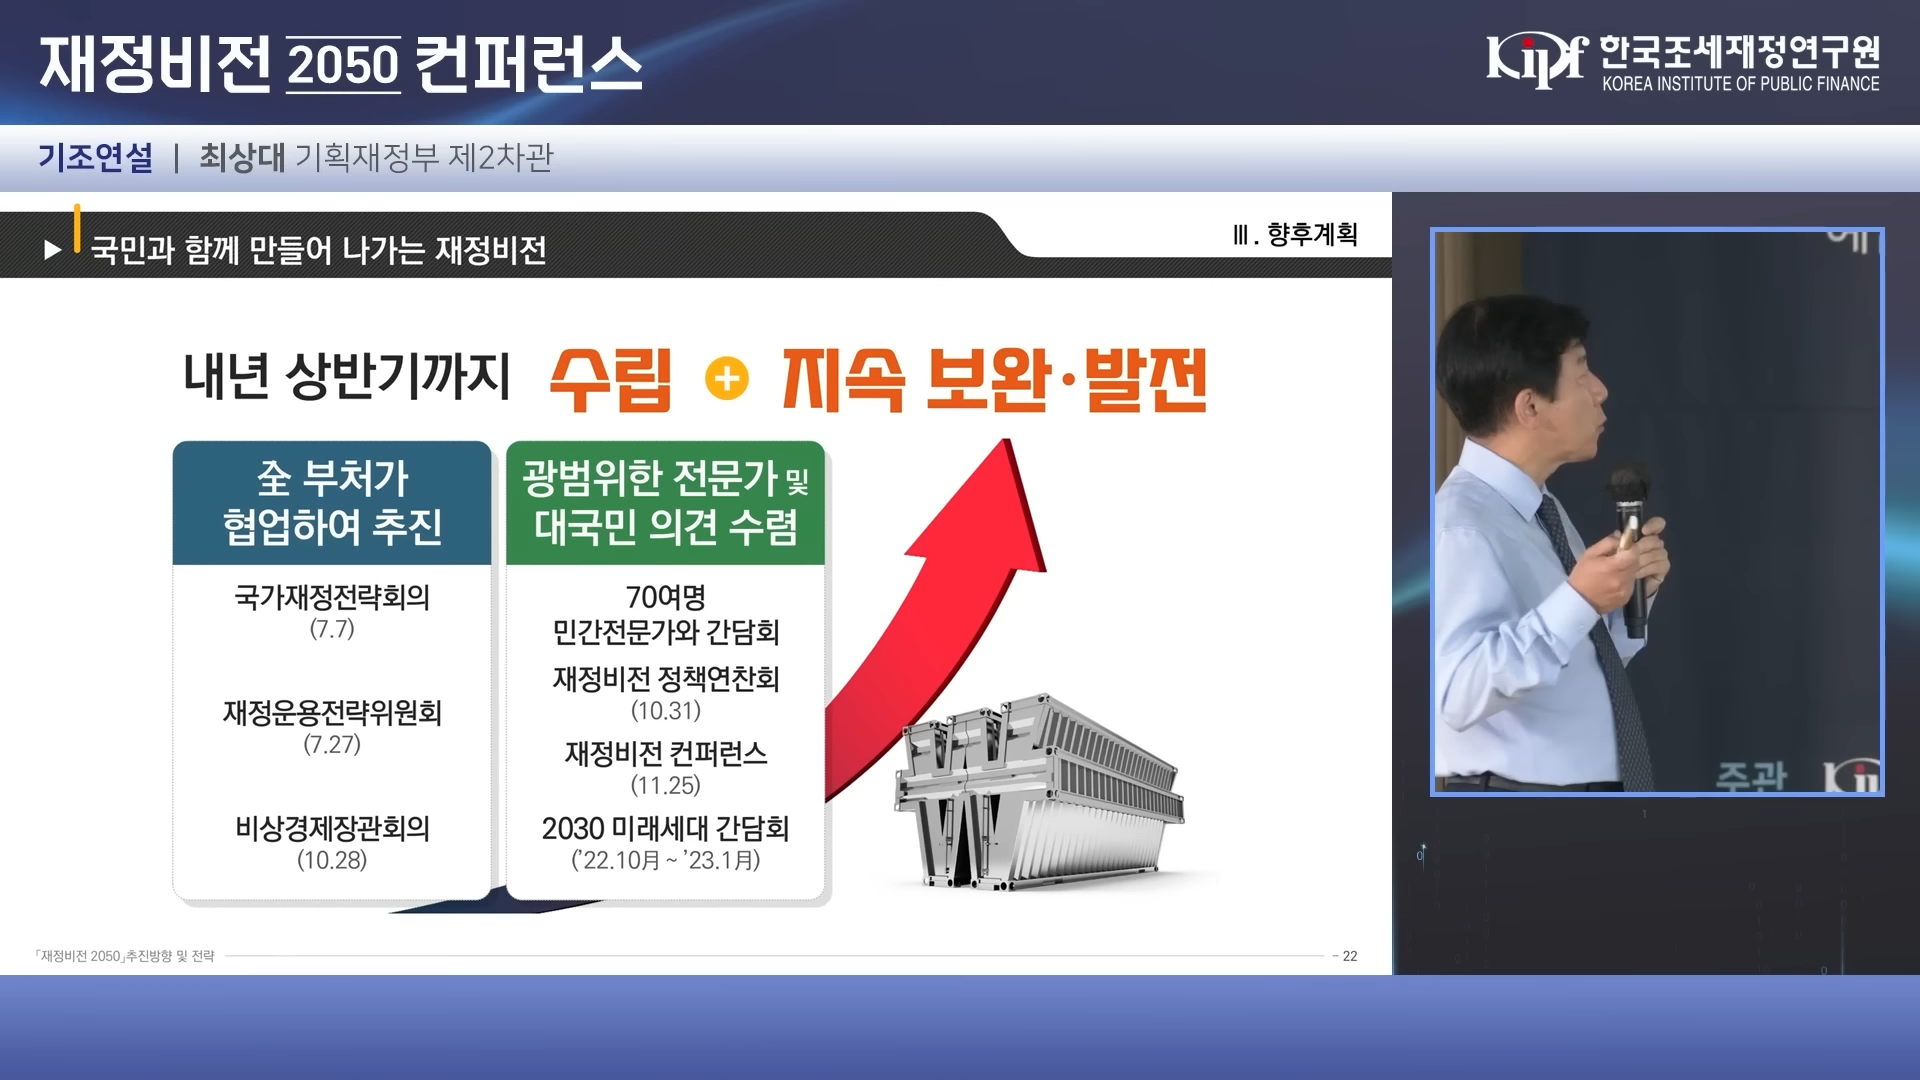 재정비전 2050 컨퍼런스
Kipf 한국조세재정연구원
KOREA INSTITUTE OF PUBLIC FINANCE
기조연설 | 최상대 기획재정부 제2차관
▶ 국민과 함께 만들어 나가는 재정비전
Ⅲ. 향후계획
내년 상반기까지 수립 + 지속 보완·발전
全 부처가
협업하여 추진
국가재정전략회의
(7.7)
재정운용전략위원회
(7.27)
비상경제장관회의
(10.28)
광범위한 전문가 및
대국민 의견 수렴
70여명
민간전문가와 간담회
재정비전 정책연찬회
(10.31)
재정비전 컨퍼런스
(11.25)
2030 미래세대 간담회
(’22.10月 ~ ’23.1月)
「재정비전 2050」추진방향 및 전략
- 22
주관